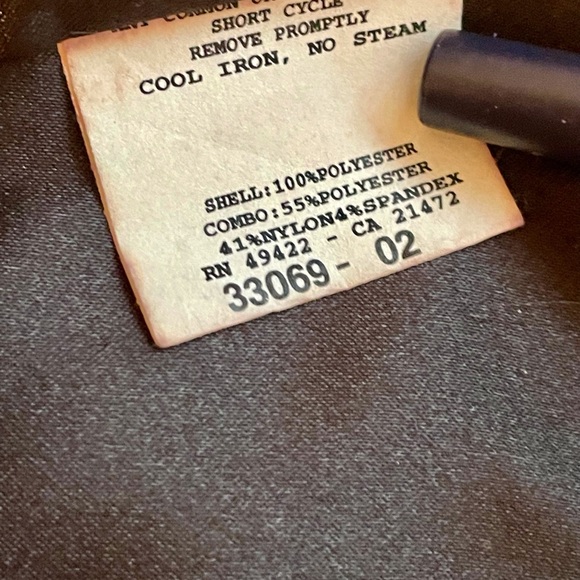 SHORT CYCLE
REMOVE PROMPTLY
COOL IRON, NO STEAM
SHELL:100%POLYESTER
COMBO:55%POLYESTER
41%NYLON4%SPANDEX
RN 49422 - CA 21472
33069- 02